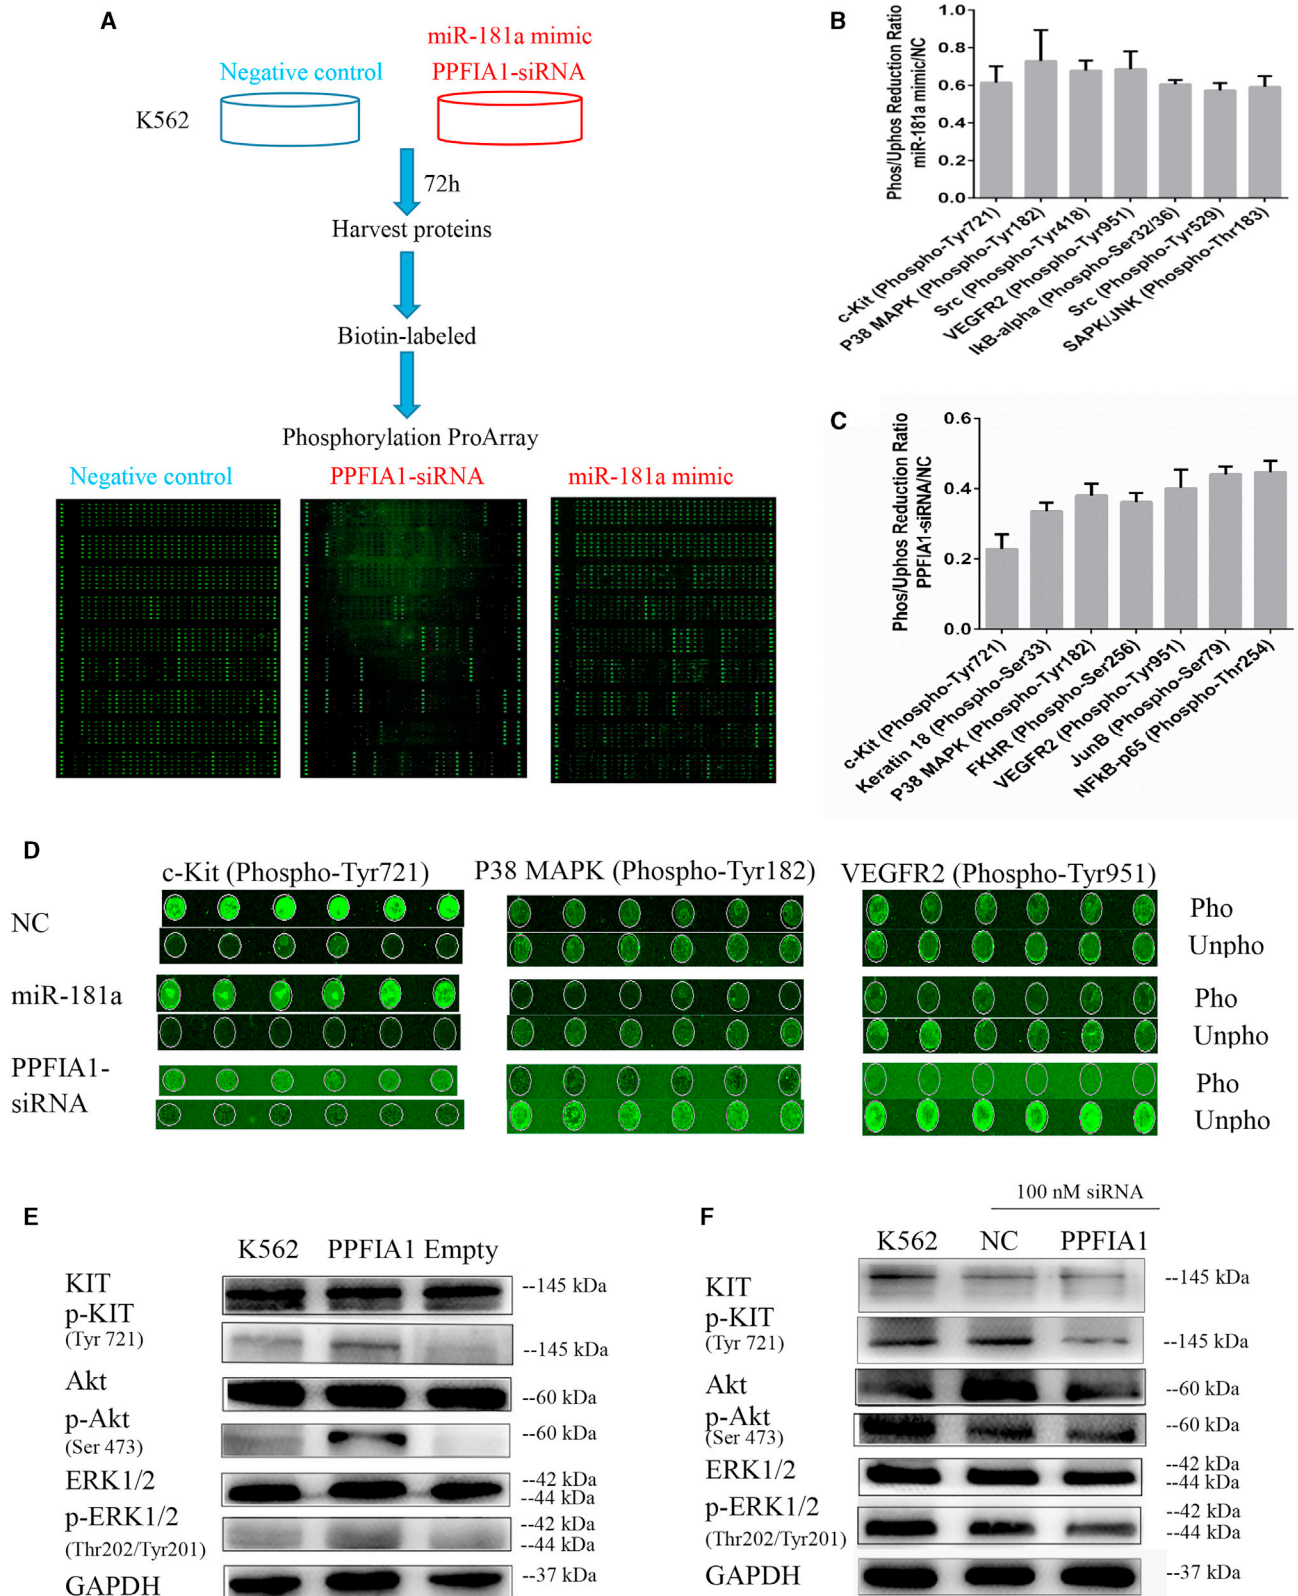 A
miR-181a mimic
Negative control PPFIA1-siRNA
K562
72h
Harvest proteins
Biotin-labeled
Phosphorylation ProArray
Negative control PPFIA1-siRNA miR-181a mimic
B
Phos/Uphos Reduction Ratio
miR-181a mimic/NC
1.0
0.8
0.6
0.4
0.2
0.0
c-Kit (Phospho-Tyr721)
P38 MAPK (Phospho-Tyr182)
Src (Phospho-Tyr418)
VEGFR2 (Phospho-Tyr951)
IkB-alpha (Phospho-Ser32/36)
Src (Phospho-Tyr529)
SAPK/JNK (Phospho-Thr183)
C
Phos/Uphos Reduction Ratio
PPFIA1-siRNA/NC
0.6
0.4
0.2
0.0
c-Kit (Phospho-Tyr721)
Keratin 18 (Phospho-Ser33)
P38 MAPK (Phospho-Tyr182)
FKHR (Phospho-Ser256)
VEGFR2 (Phospho-Tyr951)
JunB (Phospho-Ser79)
NFkB-p65 (Phospho-Thr254)
D
c-Kit (Phospho-Tyr721) P38 MAPK (Phospho-Tyr182) VEGFR2 (Phospho-Tyr951)
NC
Pho
Unpho
miR-181a
Pho
Unpho
PPFIA1-
siRNA
Pho
Unpho
E
K562 PPFIA1 Empty
KIT --145 kDa
p-KIT
(Tyr 721) --145 kDa
Akt --60 kDa
p-Akt --60 kDa
(Ser 473)
ERK1/2 --42 kDa
--44 kDa
p-ERK1/2 --42 kDa
(Thr202/Tyr201) --44 kDa
GAPDH --37 kDa
F
100 nM siRNA
K562 NC PPFIA1
KIT --145 kDa
p-KIT
(Tyr 721) --145 kDa
Akt --60 kDa
p-Akt --60 kDa
(Ser 473)
ERK1/2 --42 kDa
--44 kDa
p-ERK1/2 --42 kDa
(Thr202/Tyr201) --44 kDa
GAPDH --37 kDa